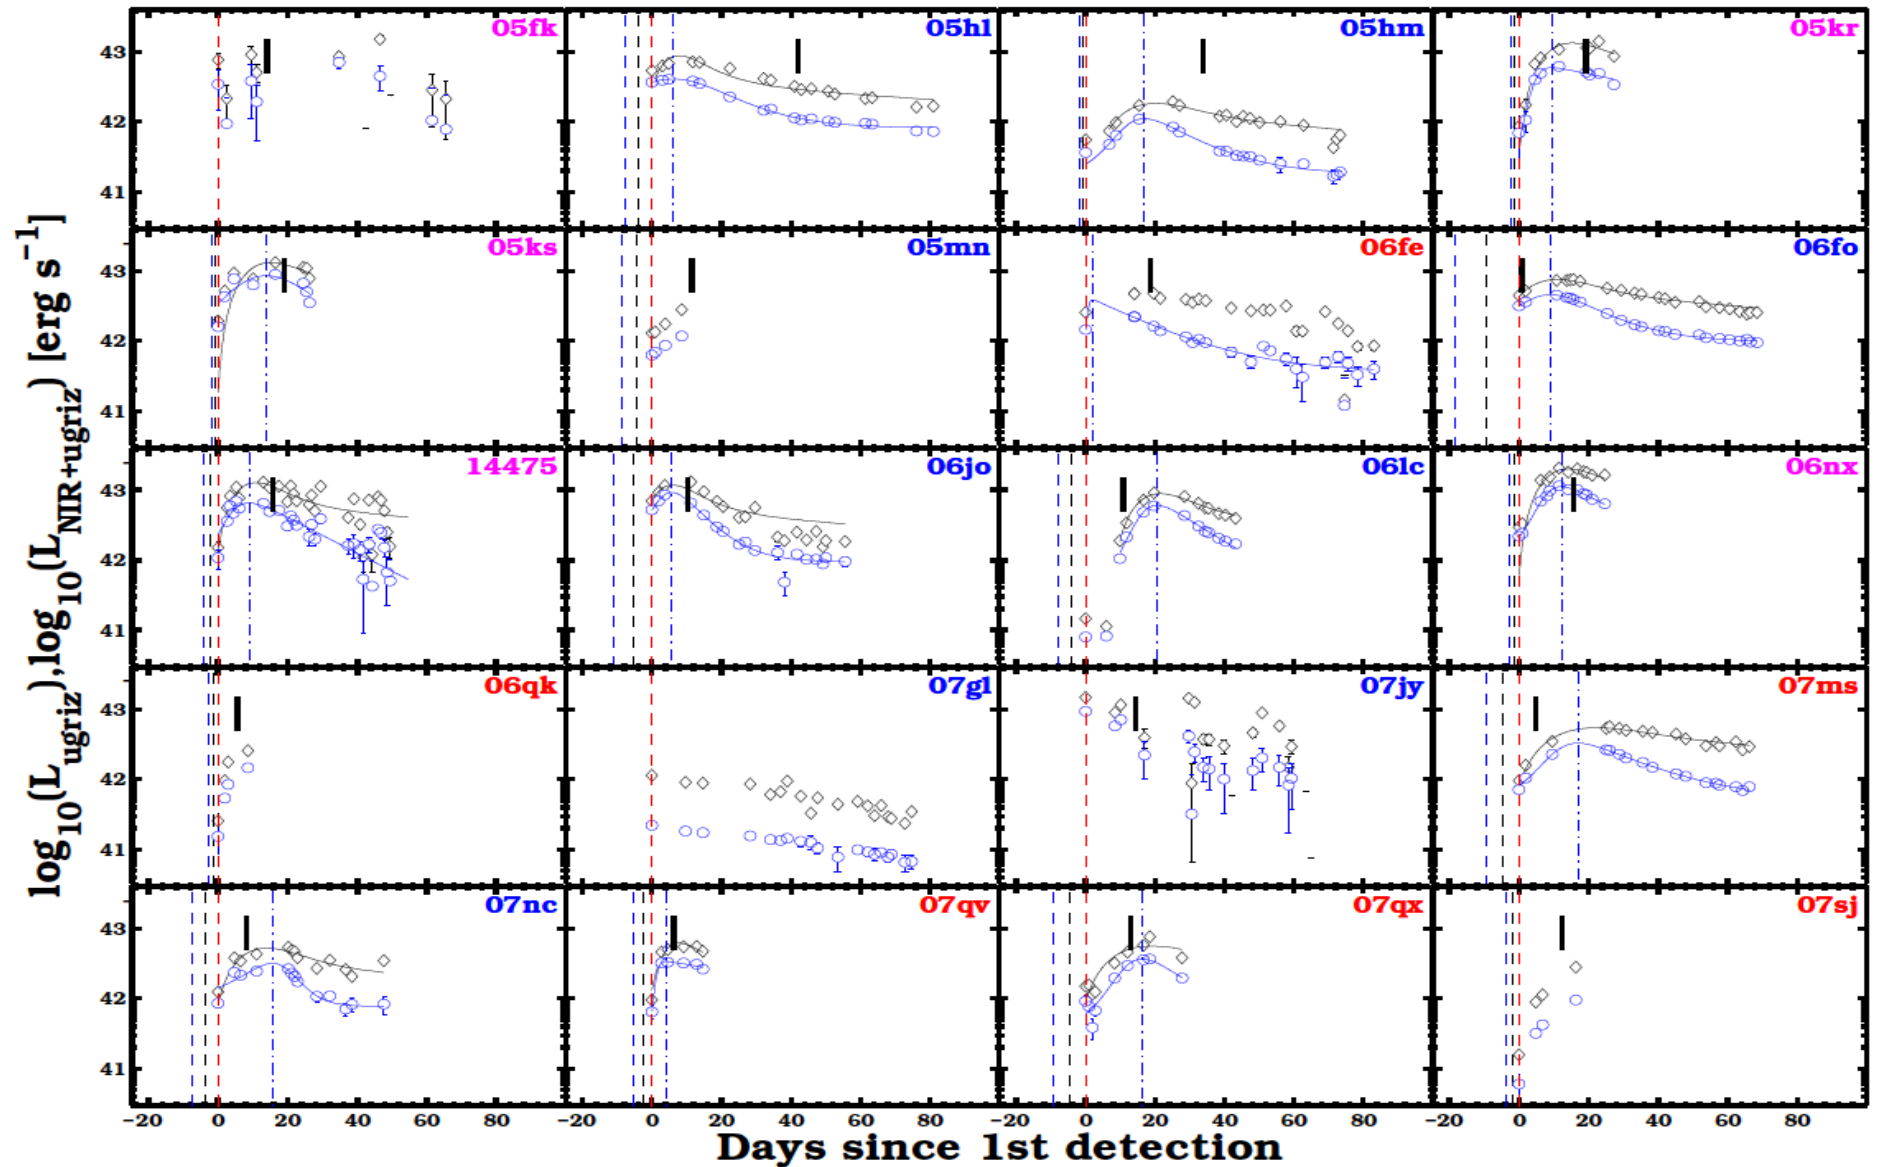 05fk 05hl 05hm 05kr
43
42
41
05ks 05mn 06fe 06fo
43
42
41
14475 06jo 06lc 06nx
43
42
41
06qk 07gl 07jy 07ms
43
42
41
07nc 07qv 07qx 07sj
43
42
41
−20 0 20 40 60 80 −20 0 20 40 60 80 −20 0 20 40 60 80 −20 0 20 40 60 80
Days since 1st detection
log10(Lugriz),log10(LNIR+ugriz) [erg s−1]